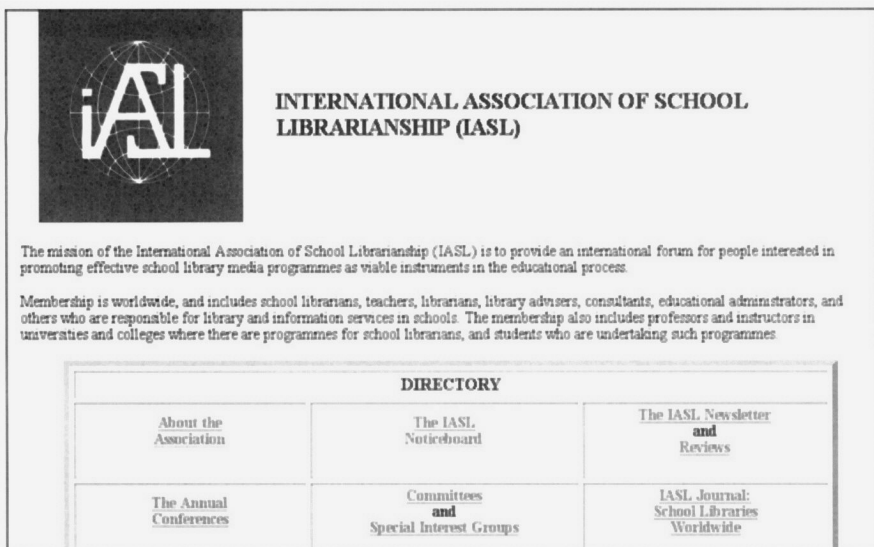 iASL
INTERNATIONAL ASSOCIATION OF SCHOOL
LIBRARIANSHIP (IASL)
The mission of the International Association of School Librarianship (IASL) is to provide an international forum for people interested in
promoting effective school library media programmes as viable instruments in the educational process.
Membership is worldwide, and includes school librarians, teachers, librarians, library advisers, consultants, educational administrators, and
others who are responsible for library and information services in schools. The membership also includes professors and instructors in
universities and colleges where there are programmes for school librarians, and students who are undertaking such programmes.
DIRECTORY
About the
Association
The IASL
Noticeboard
The IASL Newsletter
and
Reviews
The Annual
Conferences
Committees
and
Special Interest Groups
IASL Journal:
School Libraries
Worldwide